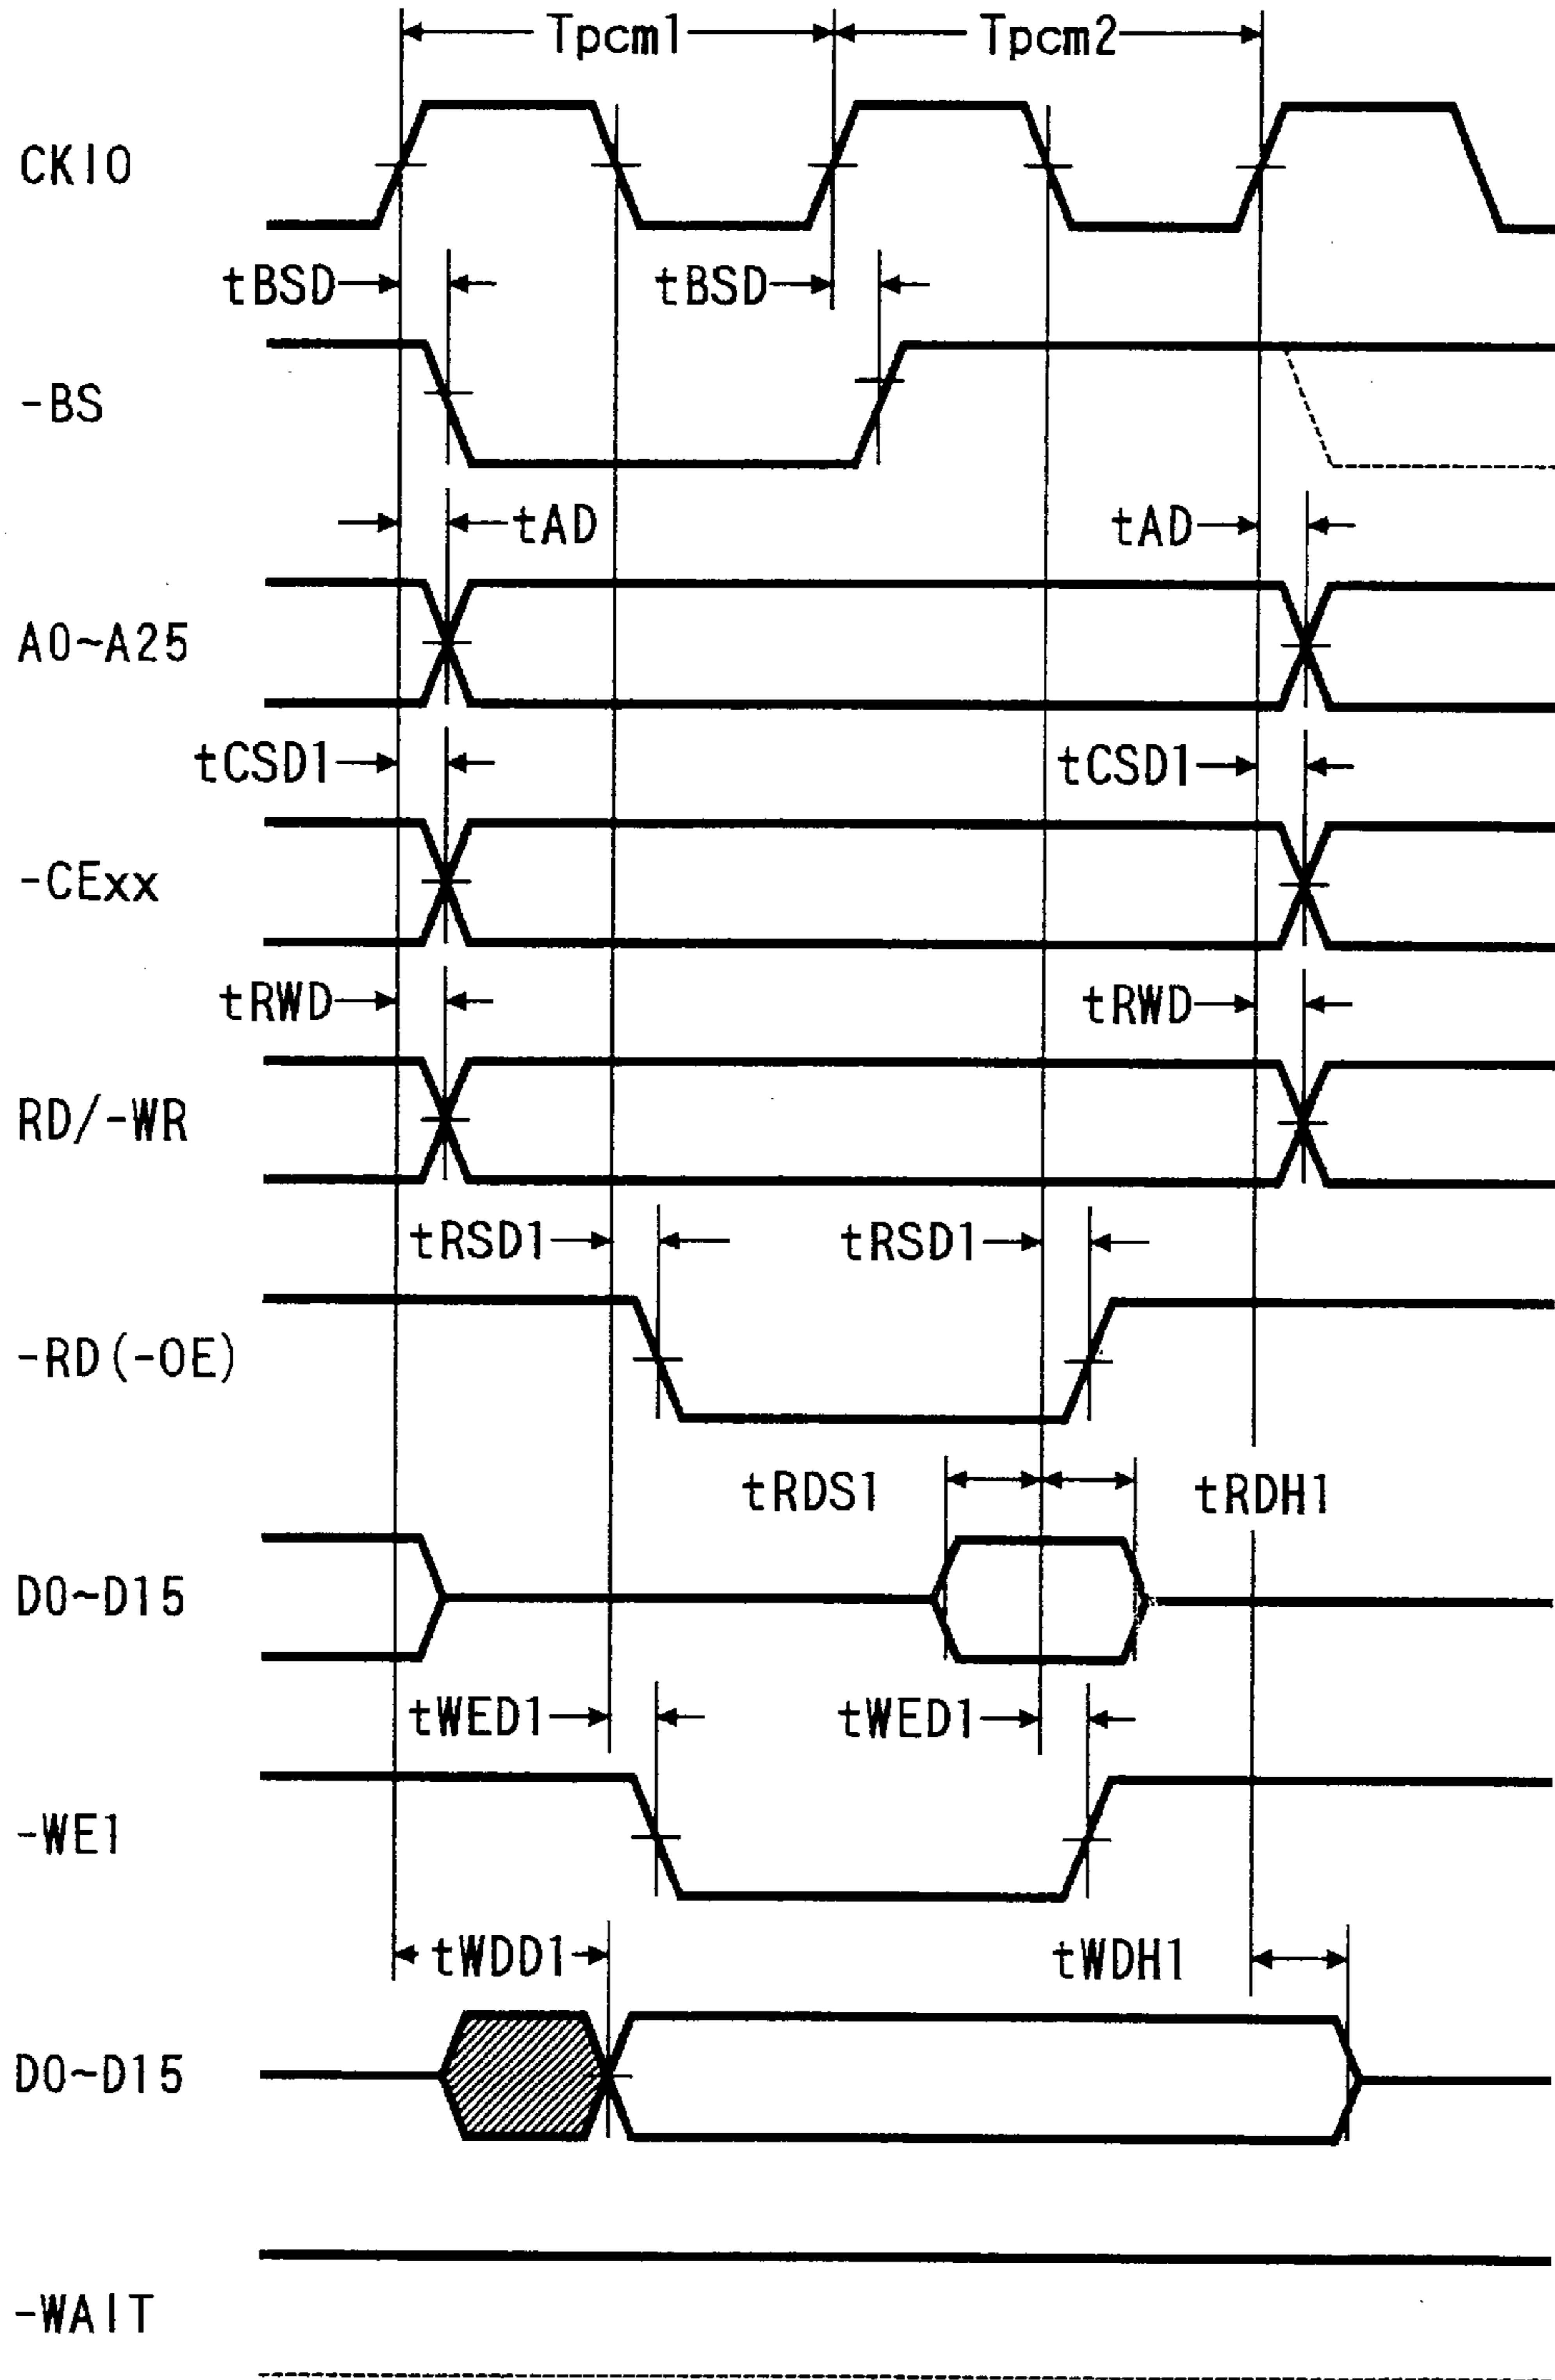 Tpcm1 Tpcm2
CKIO
tBSD tBSD
-BS
tAD tAD
A0~A25
tCSD1 tCSD1
-CExx
tRWD tRWD
RD/-WR
tRSD1 tRSD1
-RD(-OE)
tRDS1 tRDH1
D0~D15
tWED1 tWED1
-WE1
tWDD1 tWDH1
D0~D15
-WAIT